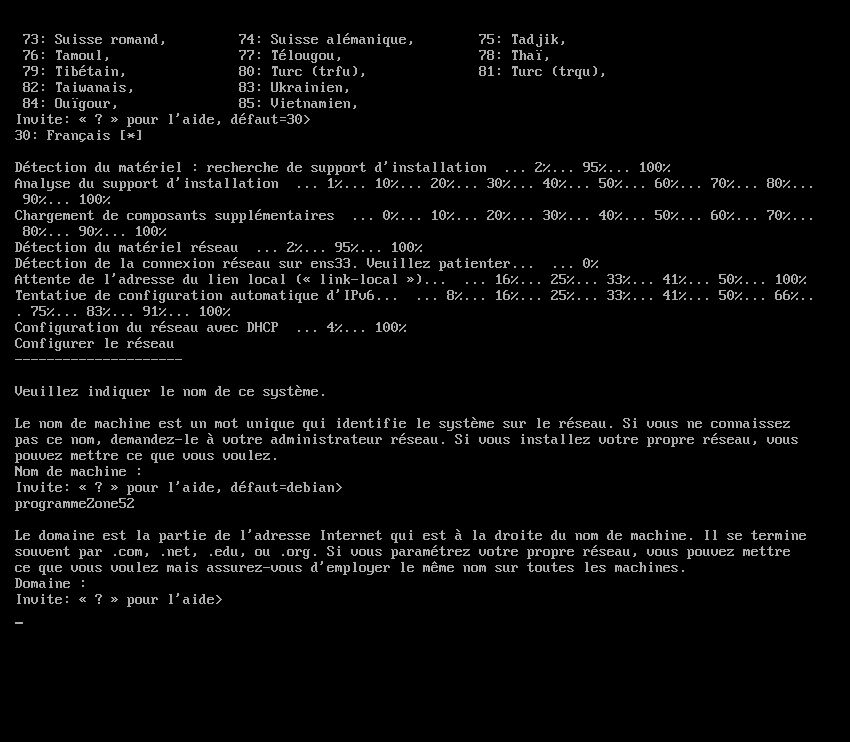 73: Suisse romand, 74: Suisse alémanique, 75: Tadjik,
76: Tamoul, 77: Télougou, 78: Thaï,
79: Tibétain, 80: Turc (trfu), 81: Turc (trqu),
82: Taiwanais, 83: Ukrainien,
84: Ouïgour, 85: Vietnamien,
Invite: « ? » pour l'aide, défaut=30>
30: Français [*]
Détection du matériel : recherche de support d'installation ... 2%... 95%... 100%
Analyse du support d'installation ... 1%... 10%... 20%... 30%... 40%... 50%... 60%... 70%... 80%...
90%... 100%
Chargement de composants supplémentaires ... 0%... 10%... 20%... 30%... 40%... 50%... 60%... 70%...
80%... 90%... 100%
Détection du matériel réseau ... 2%... 95%... 100%
Détection de la connexion réseau sur ens33. Veuillez patienter... ... 0%
Attente de l'adresse du lien local (« link-local »)... ... 16%... 25%... 33%... 41%... 50%... 100%
Tentative de configuration automatique d'IPv6... ... 8%... 16%... 25%... 33%... 41%... 50%... 66%..
. 75%... 83%... 91%... 100%
Configuration du réseau avec DHCP ... 4%... 100%
Configurer le réseau
---------------------
Veuillez indiquer le nom de ce système.
Le nom de machine est un mot unique qui identifie le système sur le réseau. Si vous ne connaissez
pas ce nom, demandez-le à votre administrateur réseau. Si vous installez votre propre réseau, vous
pouvez mettre ce que vous voulez.
Nom de machine :
Invite: « ? » pour l'aide, défaut=debian>
programmeZone52
Le domaine est la partie de l'adresse Internet qui est à la droite du nom de machine. Il se termine
souvent par .com, .net, .edu, ou .org. Si vous paramétrez votre propre réseau, vous pouvez mettre
ce que vous voulez mais assurez-vous d'employer le même nom sur toutes les machines.
Domaine :
Invite: « ? » pour l'aide>
_